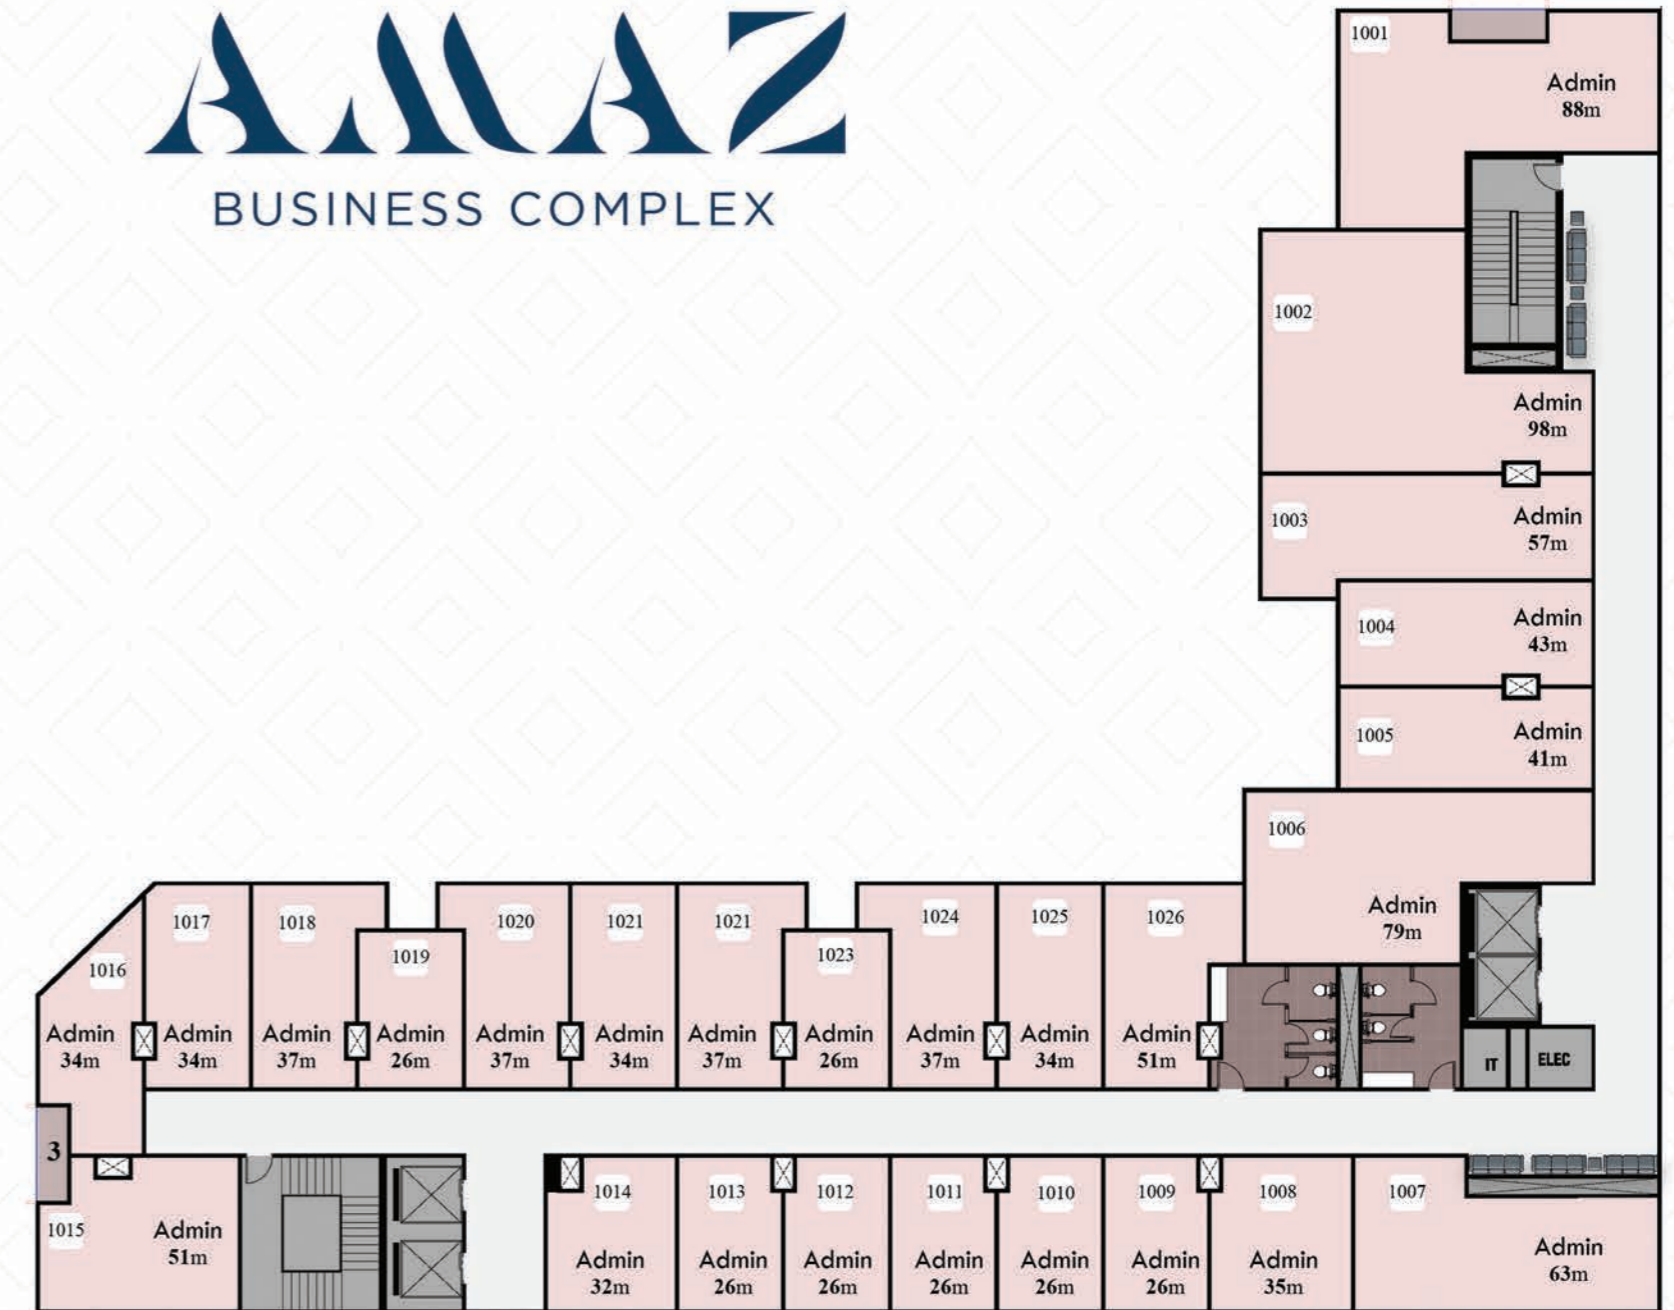 AMAZ
BUSINESS COMPLEX
1001
Admin
88m
1002
Admin
98m
1003
Admin
57m
1004
Admin
43m
1005
Admin
41m
1006
Admin
79m
1016
Admin
34m
1017
Admin
34m
1018
Admin
37m
1019
Admin
26m
1020
Admin
37m
1021
Admin
34m
1021
Admin
37m
1023
Admin
26m
1024
Admin
37m
1025
Admin
34m
1026
Admin
51m
IT
ELEC
3
1015
Admin
51m
1014
Admin
32m
1013
Admin
26m
1012
Admin
26m
1011
Admin
26m
1010
Admin
26m
1009
Admin
26m
1008
Admin
35m
1007
Admin
63m